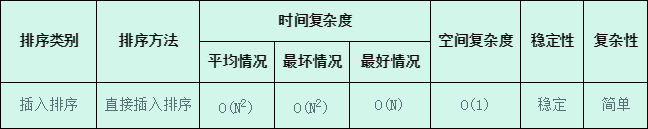 排序类别 排序方法 时间复杂度 空间复杂度 稳定性 复杂性
平均情况 最坏情况 最好情况
插入排序 直接插入排序 O(N²) O(N²) O(N) O(1) 稳定 简单